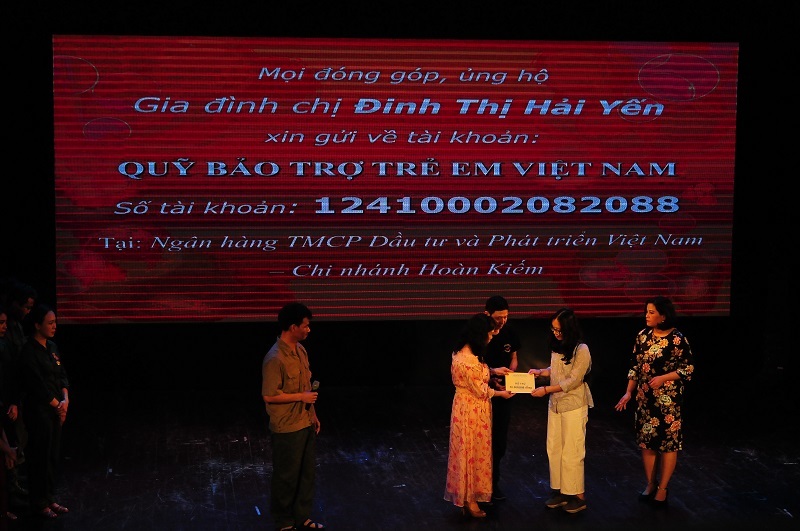 Mọi đóng góp, ủng hộ
Gia đình chị Đinh Thị Hải Yến
xin gửi về tài khoản:
QUỸ BẢO TRỢ TRẺ EM VIỆT NAM
Số tài khoản: 12410002082088
Tại: Ngân hàng TMCP Đầu tư và Phát triển Việt Nam
– Chi nhánh Hoàn Kiếm